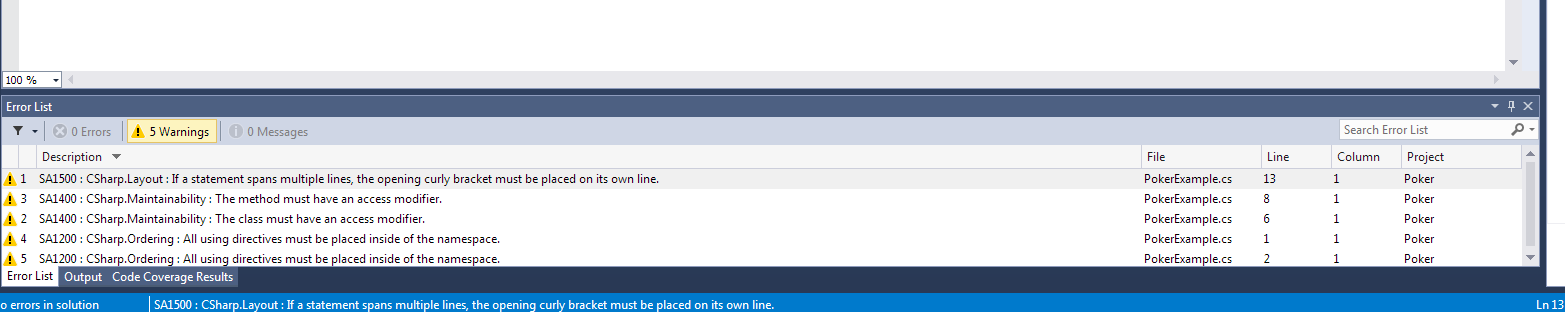 100 %
Error List
0 Errors 5 Warnings 0 Messages Search Error List
Description File Line Column Project
1 SA1500 : CSharp.Layout : If a statement spans multiple lines, the opening curly bracket must be placed on its own line. PokerExample.cs 13 1 Poker
3 SA1400 : CSharp.Maintainability : The method must have an access modifier. PokerExample.cs 8 1 Poker
2 SA1400 : CSharp.Maintainability : The class must have an access modifier. PokerExample.cs 6 1 Poker
4 SA1200 : CSharp.Ordering : All using directives must be placed inside of the namespace. PokerExample.cs 1 1 Poker
5 SA1200 : CSharp.Ordering : All using directives must be placed inside of the namespace. PokerExample.cs 2 1 Poker
Error List Output Code Coverage Results
o errors in solution SA1500 : CSharp.Layout : If a statement spans multiple lines, the opening curly bracket must be placed on its own line. Ln 13